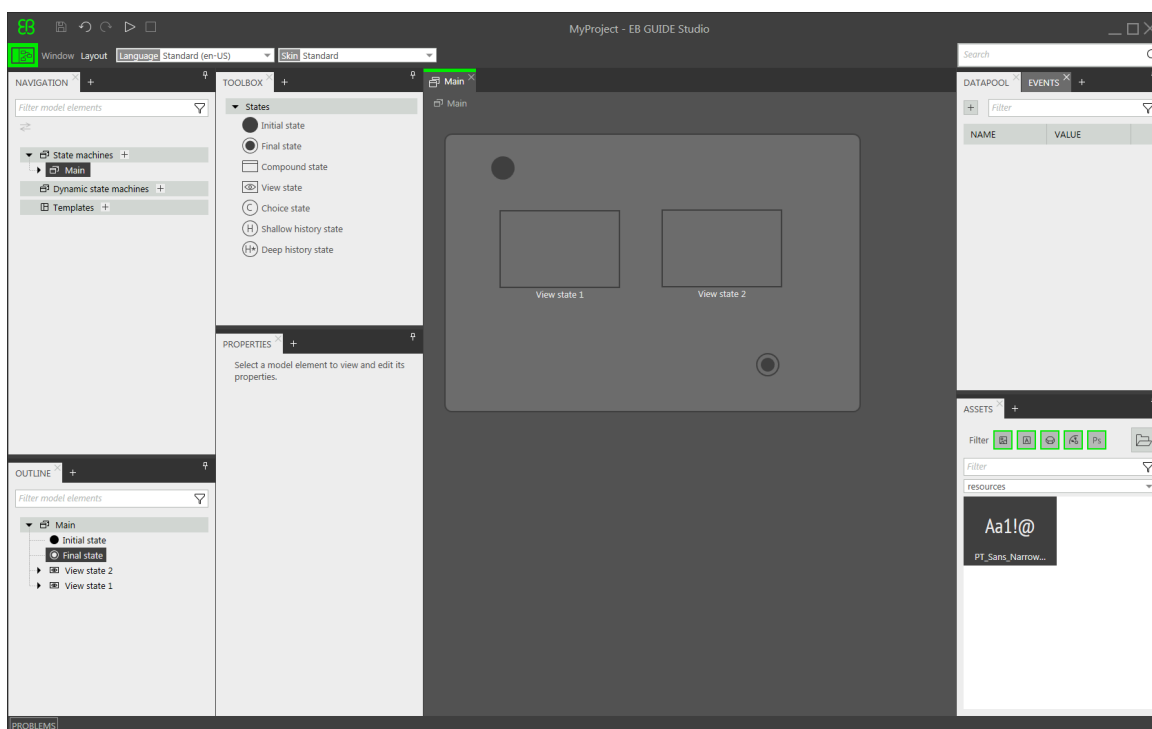 EB
MyProject - EB GUIDE Studio
Window Layout Language Standard (en-US) Skin Standard
Search
NAVIGATION
Filter model elements
State machines
Main
Dynamic state machines
Templates
OUTLINE
Filter model elements
Main
Initial state
Final state
View state 2
View state 1
TOOLBOX
States
Initial state
Final state
Compound state
View state
C Choice state
H Shallow history state
H* Deep history state
PROPERTIES
Select a model element to view and edit its
properties.
Main
Main
View state 1
View state 2
DATAPOOL EVENTS
Filter
NAME VALUE
ASSETS
Filter A Ps
Filter
resources
Aa1!@
PT_Sans_Narrow...
PROBLEMS